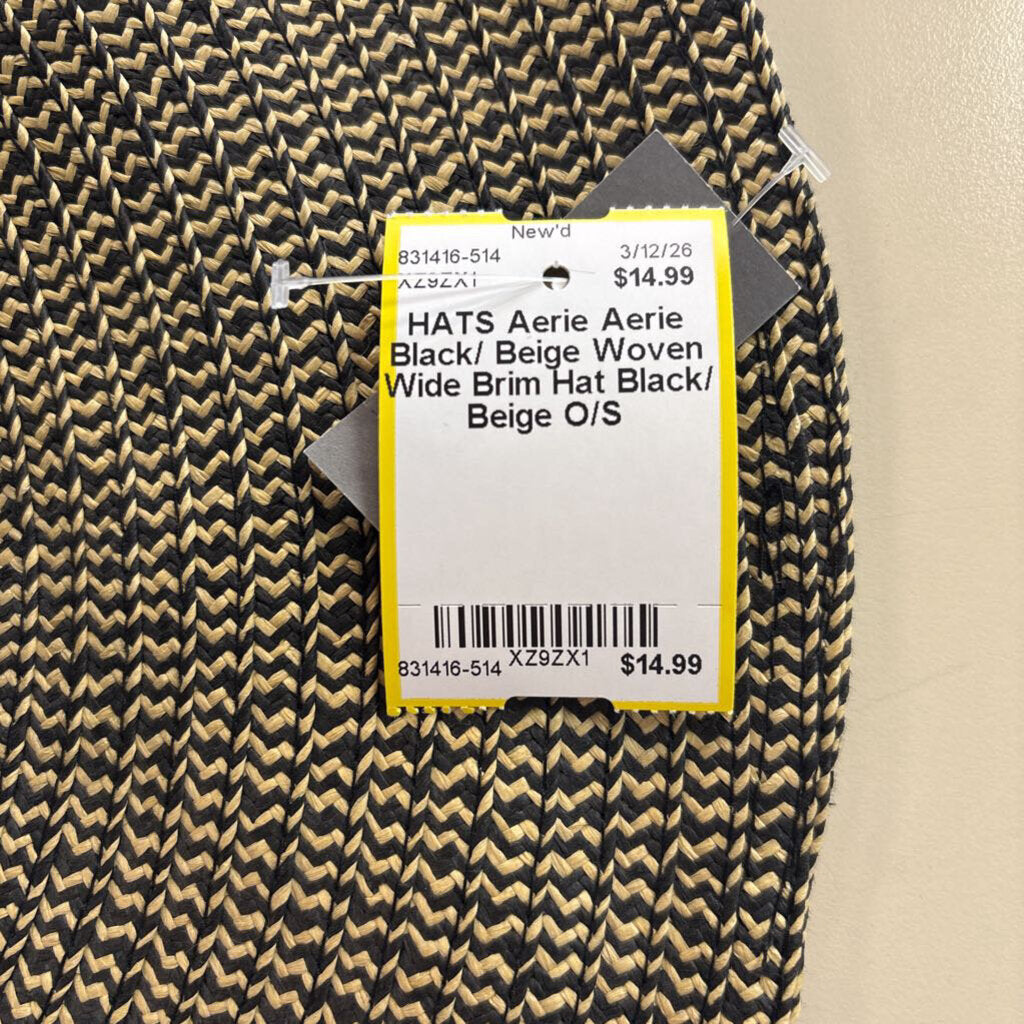 New'd
831416-514 3/12/26
XZ9ZX1 $14.99
HATS Aerie Aerie
Black/ Beige Woven
Wide Brim Hat Black/
Beige O/S
831416-514 XZ9ZX1 $14.99